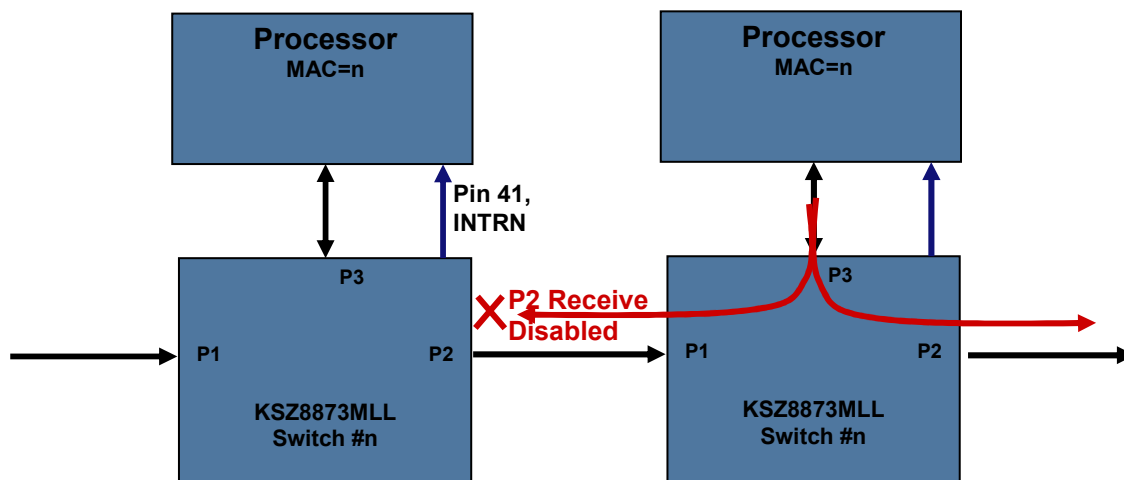 Processor
MAC=n
Processor
MAC=n
Pin 41,
INTRN
P3
P3
P2 Receive
Disabled
P1
P2
P1
P2
KSZ8873MLL
Switch #n
KSZ8873MLL
Switch #n